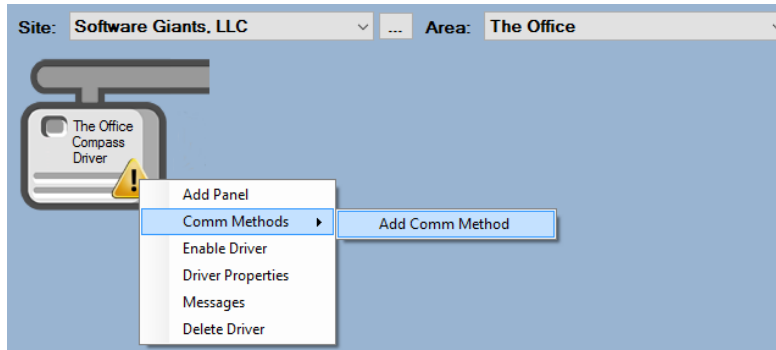 Site: Software Giants, LLC ... Area: The Office
The Office
Compass
Driver
Add Panel
Comm Methods Add Comm Method
Enable Driver
Driver Properties
Messages
Delete Driver